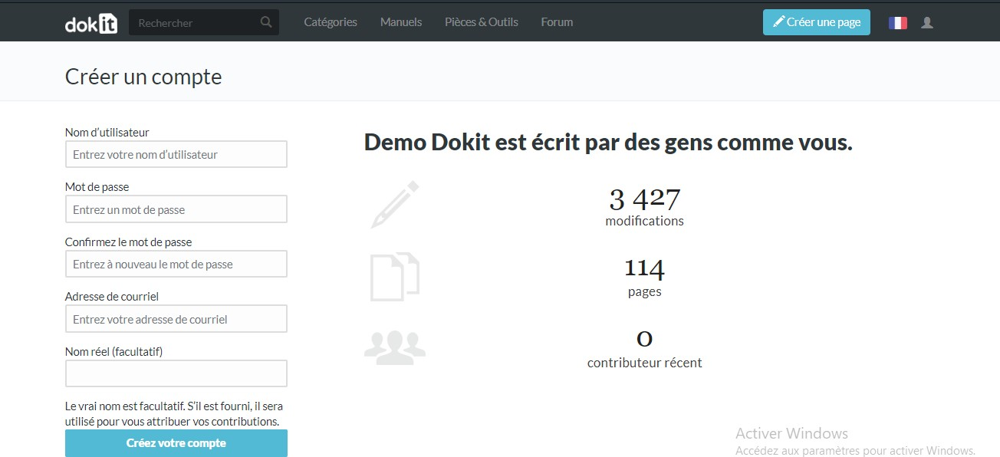 dokit
Rechercher
Catégories
Manuels
Pièces & Outils
Forum
Créer une page
Créer un compte
Nom d'utilisateur
Entrez votre nom d'utilisateur
Mot de passe
Entrez un mot de passe
Confirmez le mot de passe
Entrez à nouveau le mot de passe
Adresse de courriel
Entrez votre adresse de courriel
Nom réel (facultatif)
Le vrai nom est facultatif. S'il est fourni, il sera
utilisé pour vous attribuer vos contributions.
Créez votre compte
Demo Dokit est écrit par des gens comme vous.
3 427
modifications
114
pages
0
contributeur récent
Activer Windows
Accédez aux paramètres pour activer Windows.